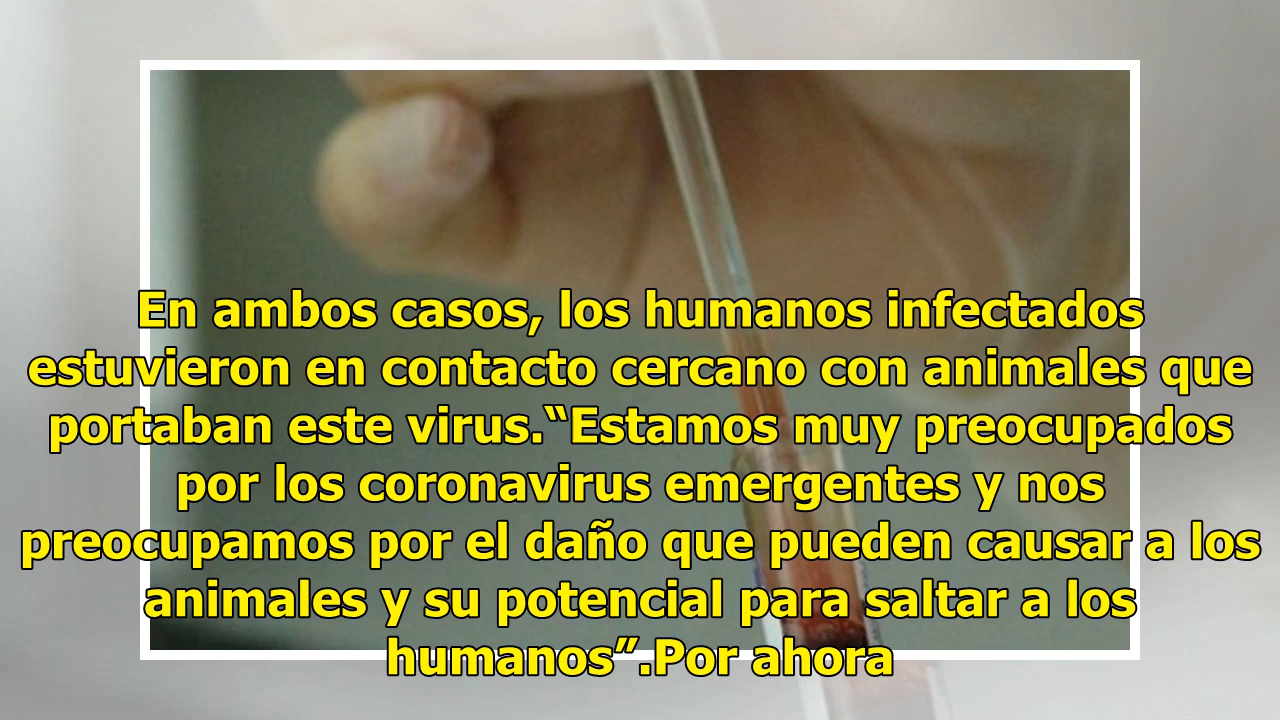 En ambos casos, los humanos infectados
estuvieron en contacto cercano con animales que
portaban este virus.“Estamos muy preocupados
por los coronavirus emergentes y nos
preocupamos por el daño que pueden causar a los
animales y su potencial para saltar a los
humanos”.Por ahora